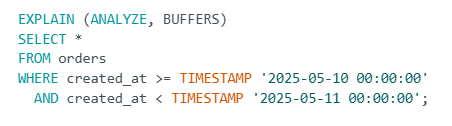 EXPLAIN (ANALYZE, BUFFERS)
SELECT *
FROM orders
WHERE created_at >= TIMESTAMP '2025-05-10 00:00:00'
  AND created_at < TIMESTAMP '2025-05-11 00:00:00';